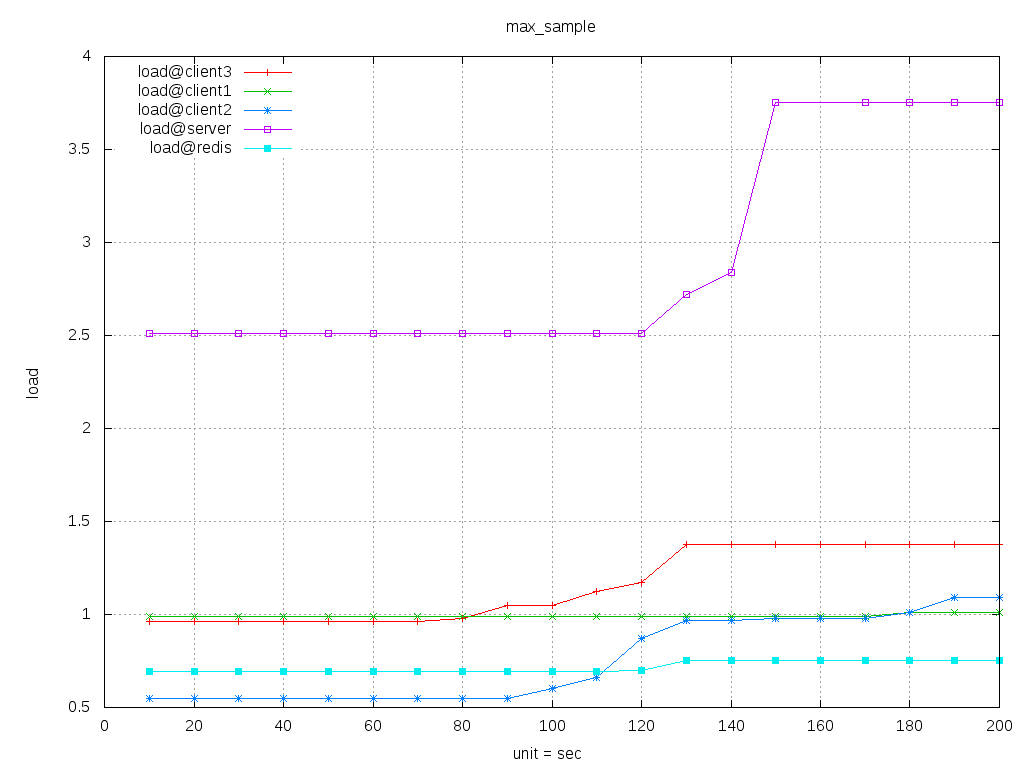 max_sample
load@client3
load@client1
load@client2
load@server
load@redis
4
3.5
3
2.5
2
1.5
1
0.5
load
0 20 40 60 80 100 120 140 160 180 200
unit = sec